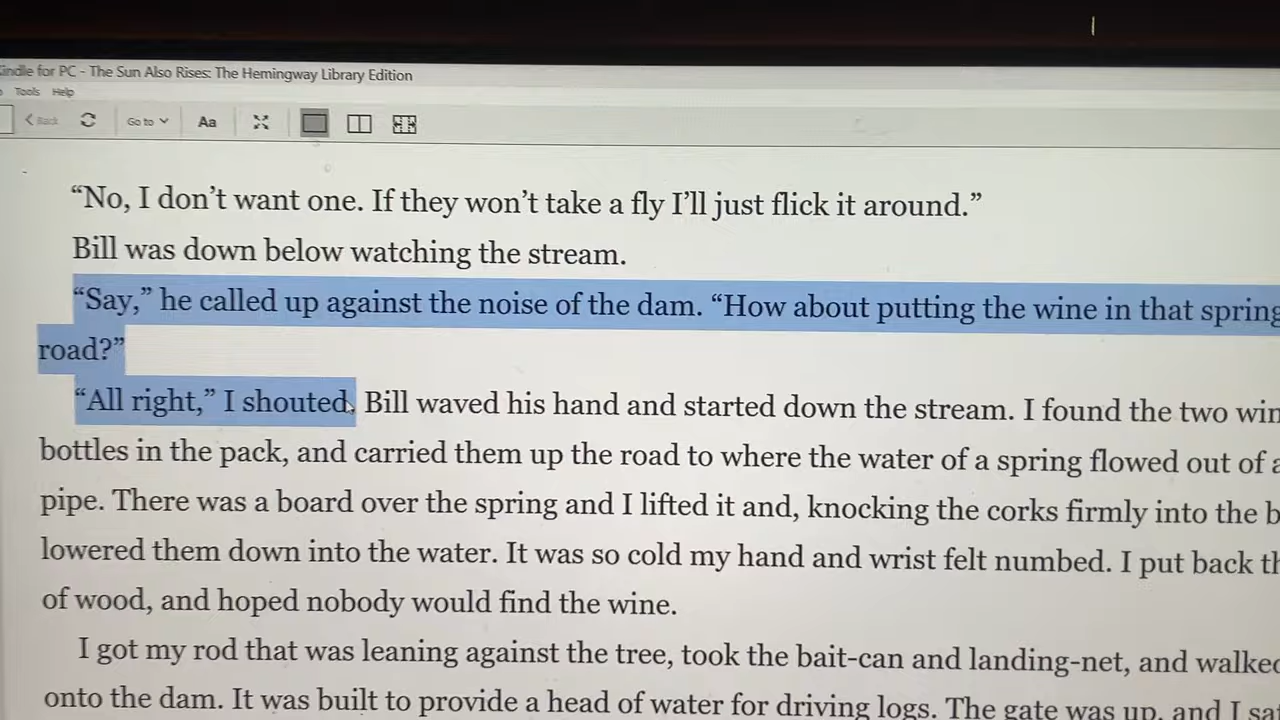 Kindle for PC - The Sun Also Rises: The Hemingway Library Edition
Tools Help
Back Go to Aa
“No, I don’t want one. If they won’t take a fly I’ll just flick it around.”
Bill was down below watching the stream.
“Say,” he called up against the noise of the dam. “How about putting the wine in that spring
road?”
“All right,” I shouted. Bill waved his hand and started down the stream. I found the two
bottles in the pack, and carried them up the road to where the water of a spring flowed out of
pipe. There was a board over the spring and I lifted it and, knocking the corks firmly into the
lowered them down into the water. It was so cold my hand and wrist felt numbed. I put back
of wood, and hoped nobody would find the wine.
I got my rod that was leaning against the tree, took the bait-can and landing-net, and walked
onto the dam. It was built to provide a head of water for driving logs. The gate was up, and I